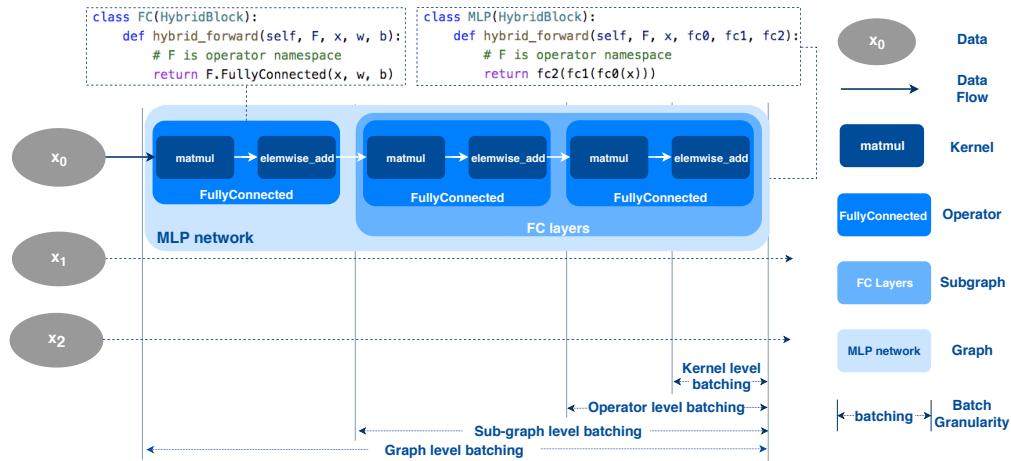 class FC(HybridBlock):
def hybrid_forward(self, F, x, w, b):
# F is operator namespace
return F.FullyConnected(x, w, b)
class MLP(HybridBlock):
def hybrid_forward(self, F, x, fc0, fc1, fc2):
# F is operator namespace
return fc2(fc1(fc0(x)))
x0
Data
Data
Flow
x0
matmul
elemwise_add
matmul
elemwise_add
matmul
elemwise_add
FullyConnected
FullyConnected
FullyConnected
FC layers
MLP network
matmul
Kernel
FullyConnected
Operator
x1
FC Layers
Subgraph
x2
MLP network
Graph
Kernel level
batching
Operator level batching
Sub-graph level batching
Graph level batching
batching
Batch
Granularity